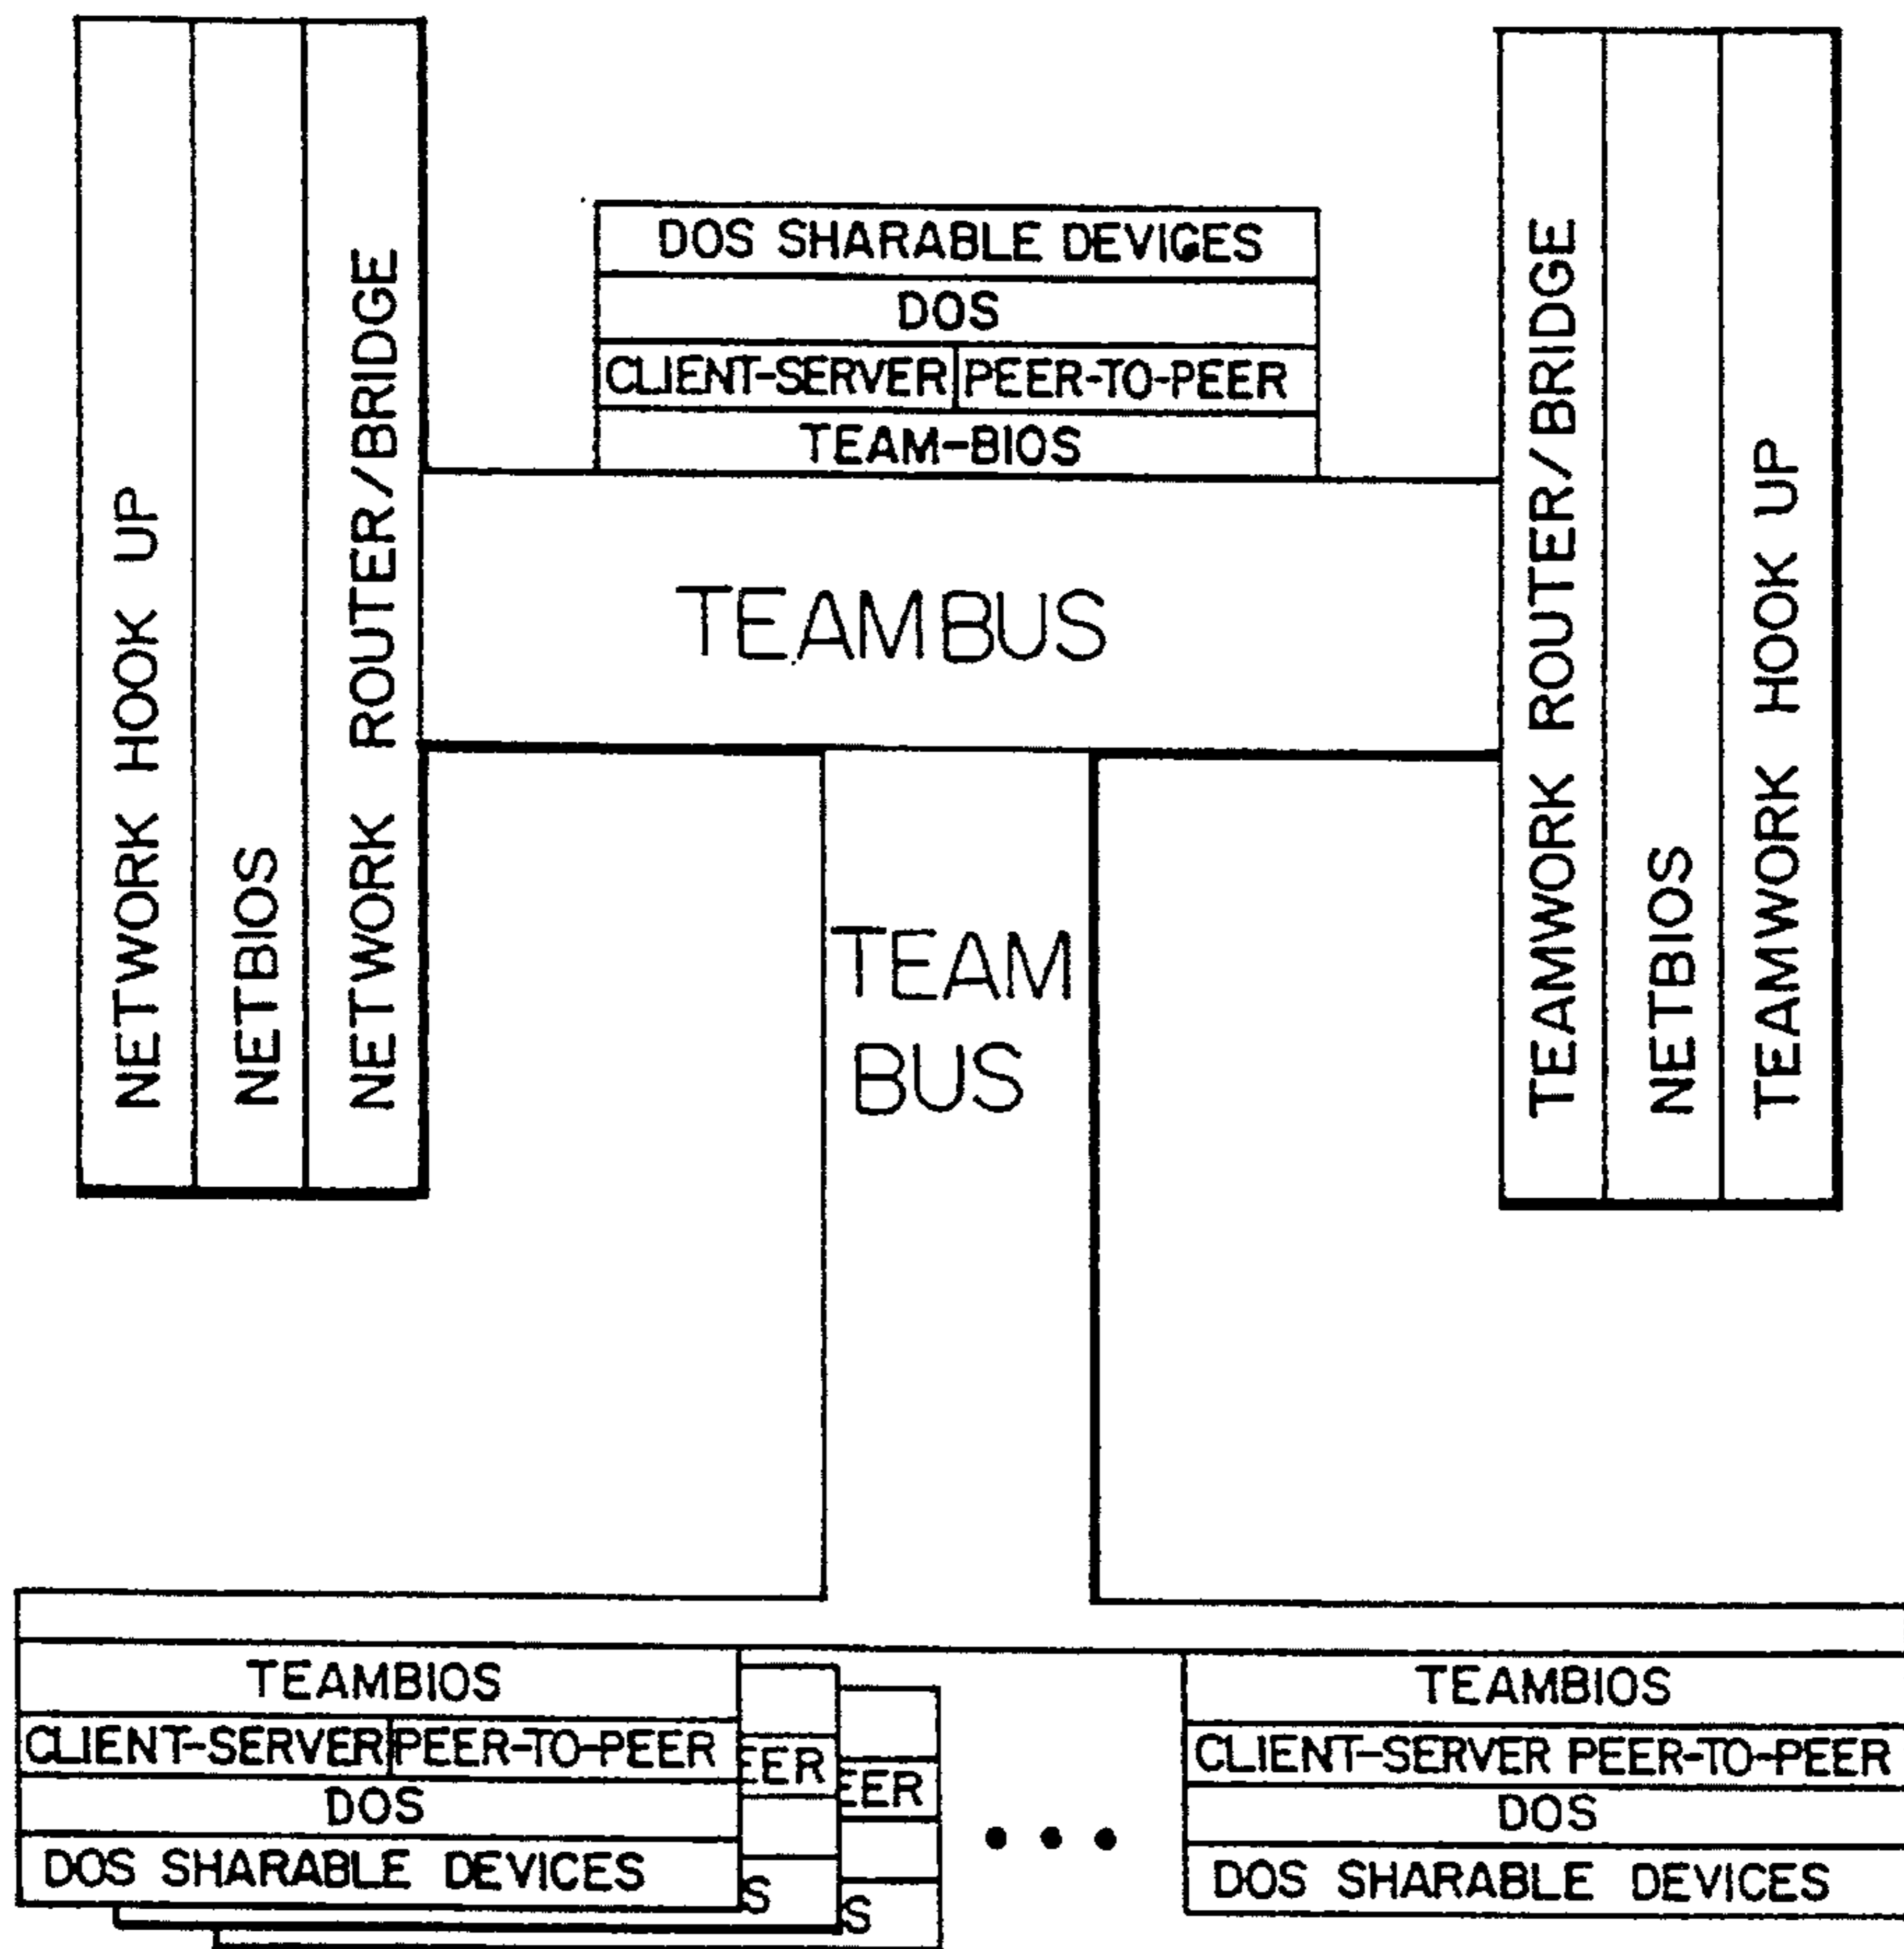 NETWORK HOOK UP
NETBIOS
NETWORK ROUTER/BRIDGE
DOS SHARABLE DEVICES
DOS
CLIENT-SERVER PEER-TO-PEER
TEAM-BIOS
TEAMBUS
TEAM
BUS
TEAMWORK ROUTER/BRIDGE
NETBIOS
TEAMWORK HOOK UP
TEAMBIOS
CLIENT-SERVER PEER-TO-PEER
DOS
DOS SHARABLE DEVICES
EER
S
EER
S
TEAMBIOS
CLIENT-SERVER PEER-TO-PEER
DOS
DOS SHARABLE DEVICES